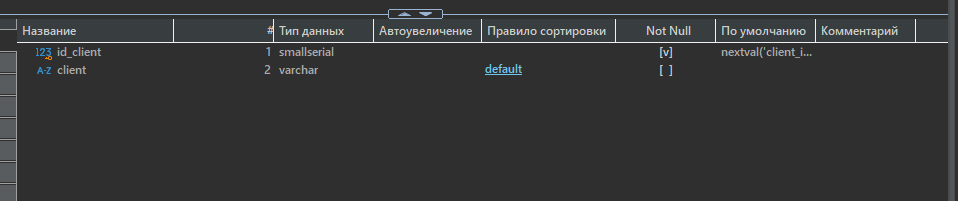 Название # Тип данных Автоувеличение Правило сортировки Not Null По умолчанию Комментарий
123 id_client 1 smallserial [v] nextval('client_i...
A-Z client 2 varchar default [ ]